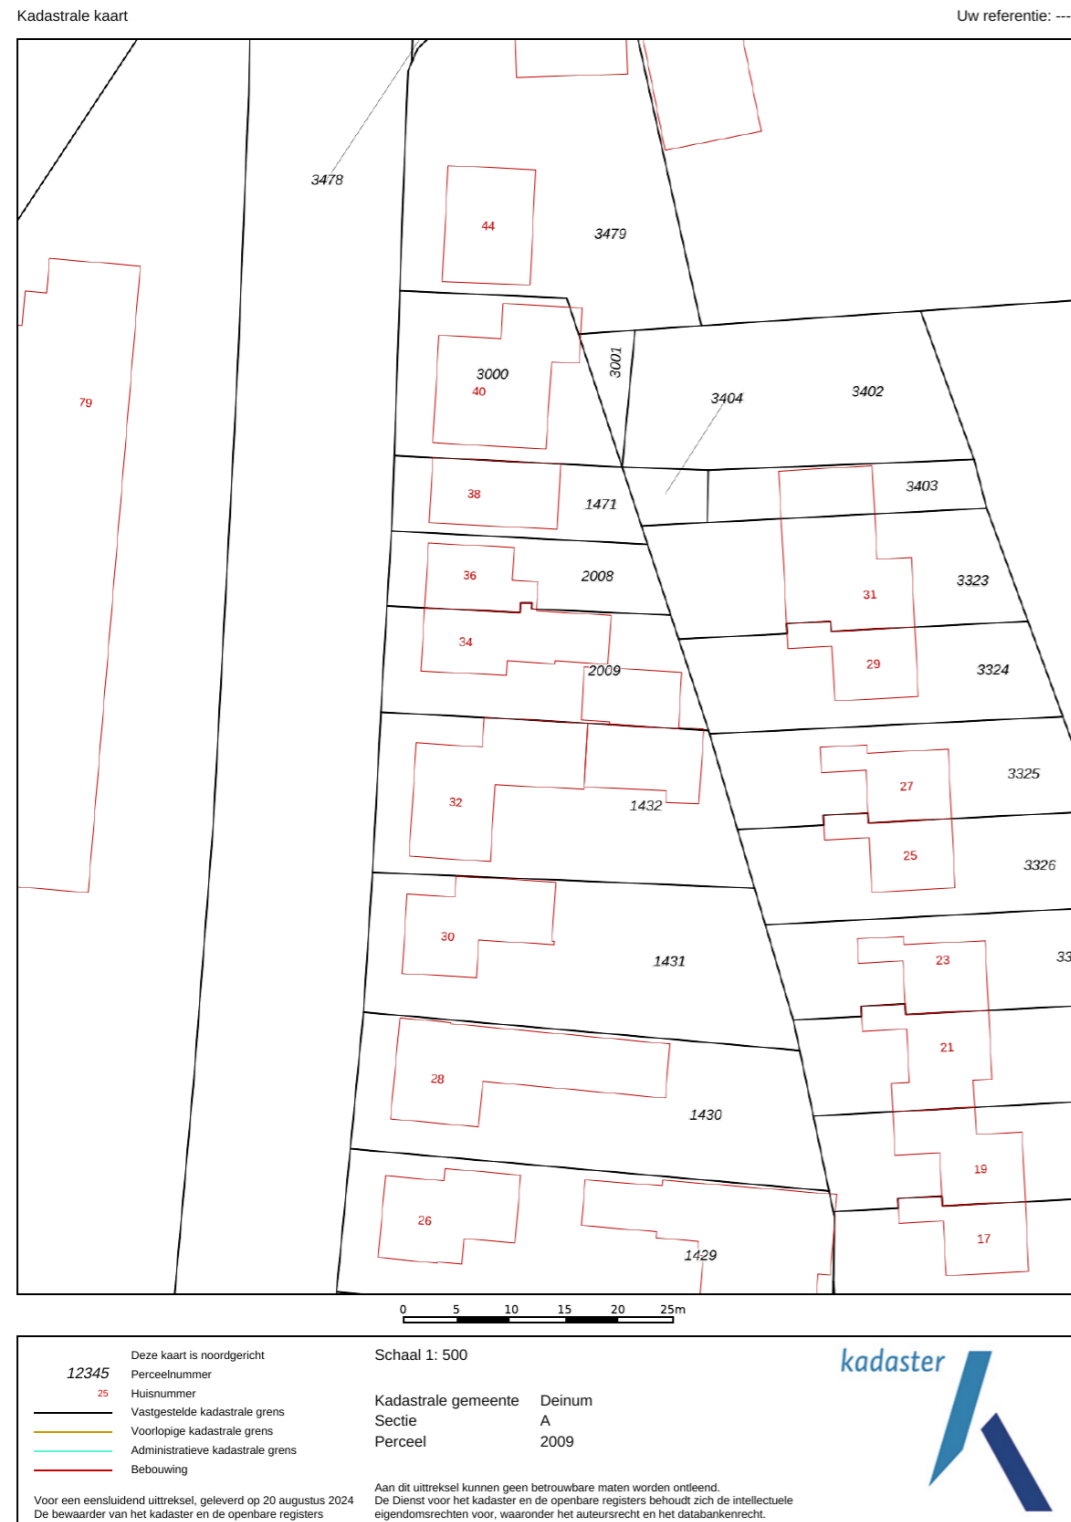 Kadastrale kaart
Uw referentie: ---
3478
44
3479
3001
3000
40
79
3404
3402
38
1471
3403
36
2008
31
3323
34
2009
29
3324
32
1432
27
3325
25
3326
30
1431
23
33
21
28
1430
19
26
1429
17
0 5 10 15 20 25m
Deze kaart is noordgericht
12345 Perceelnummer
25 Huisnummer
Vastgestelde kadastrale grens
Voorlopige kadastrale grens
Administratieve kadastrale grens
Bebouwing
Voor een eensluidend uittreksel, geleverd op 20 augustus 2024
De bewaarder van het kadaster en de openbare registers
Schaal 1: 500
Kadastrale gemeente Deinum
Sectie A
Perceel 2009
Aan dit uittreksel kunnen geen betrouwbare maten worden ontleend.
De Dienst voor het kadaster en de openbare registers behoudt zich de intellectuele
eigendomsrechten voor, waaronder het auteursrecht en het databankenrecht.
kadaster